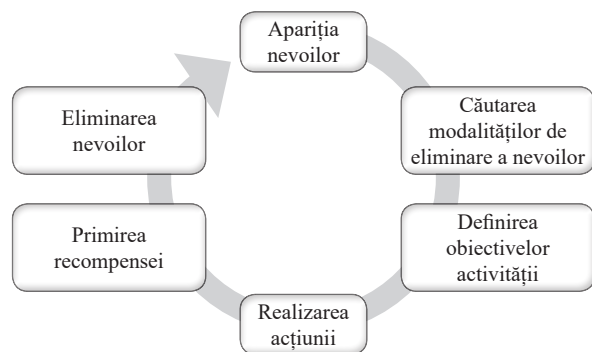 Apariția
nevoilor
Căutarea
modalităților de
eliminare a nevoilor
Definirea
obiectivelor
activității
Realizarea
acțiunii
Primirea
recompensei
Eliminarea
nevoilor